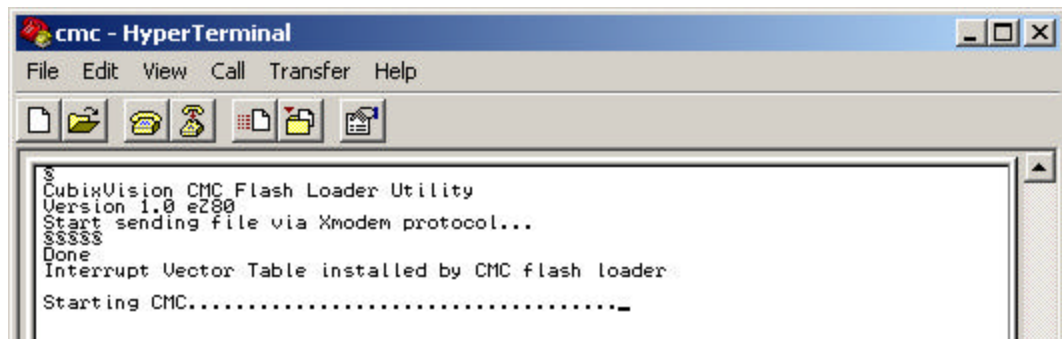 cmc - HyperTerminal
File Edit View Call Transfer Help
§
CubixVision CMC Flash Loader Utility
Version 1.0 eZ80
Start sending file via Xmodem protocol...
§§§§§
Done
Interrupt Vector Table installed by CMC flash loader
Starting CMC....................................._